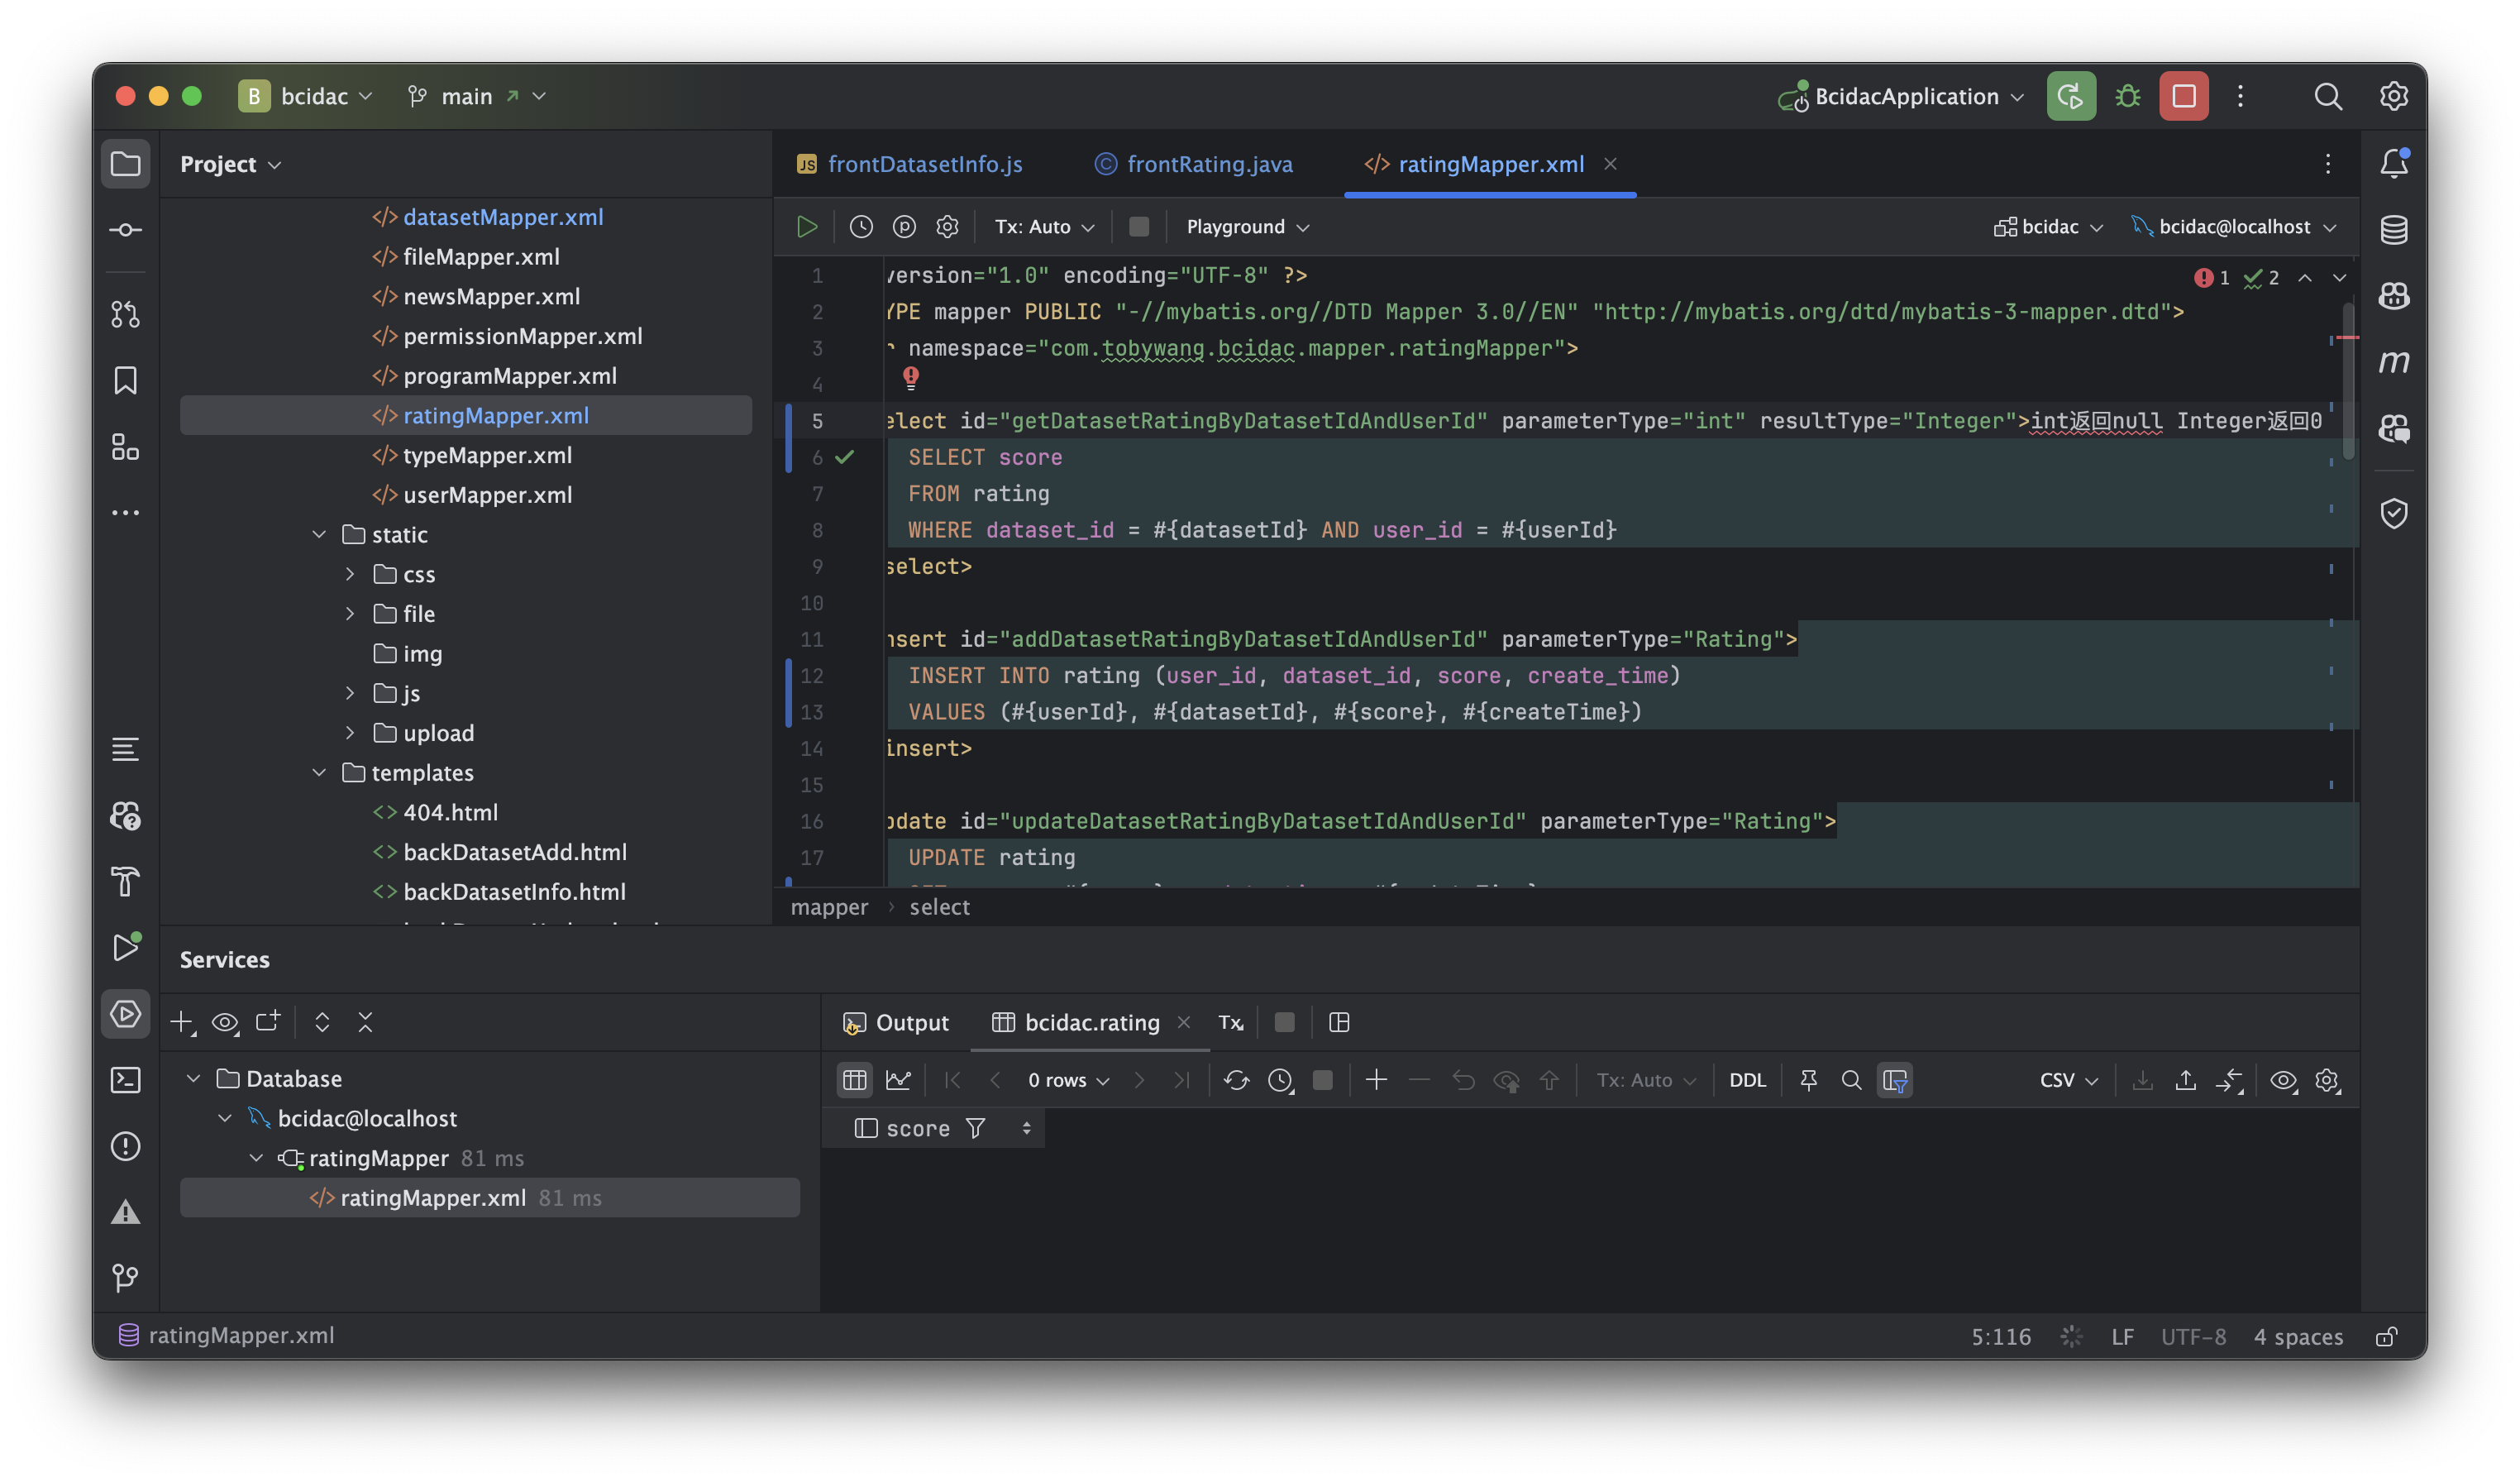 B bcidac main BcidacApplication
Project
datasetMapper.xml
fileMapper.xml
newsMapper.xml
permissionMapper.xml
programMapper.xml
ratingMapper.xml
typeMapper.xml
userMapper.xml
static
css
file
img
js
upload
templates
404.html
backDatasetAdd.html
backDatasetInfo.html
JS frontDatasetInfo.js C frontRating.java </> ratingMapper.xml
Tx: Auto Playground bcidac bcidac@localhost
1 2
1 version="1.0" encoding="UTF-8" ?>
2 YPE mapper PUBLIC "-//mybatis.org//DTD Mapper 3.0//EN" "http://mybatis.org/dtd/mybatis-3-mapper.dtd">
3 r namespace="com.tobywang.bcidac.mapper.ratingMapper">
4
5 elect id="getDatasetRatingByDatasetIdAndUserId" parameterType="int" resultType="Integer">int返回null Integer返回0
6 SELECT score
7 FROM rating
8 WHERE dataset_id = #{datasetId} AND user_id = #{userId}
9 select>
10
11 nsert id="addDatasetRatingByDatasetIdAndUserId" parameterType="Rating">
12 INSERT INTO rating (user_id, dataset_id, score, create_time)
13 VALUES (#{userId}, #{datasetId}, #{score}, #{createTime})
14 insert>
15
16 pdate id="updateDatasetRatingByDatasetIdAndUserId" parameterType="Rating">
17 UPDATE rating
mapper > select
Services
Database
bcidac@localhost
ratingMapper 81 ms
ratingMapper.xml 81 ms
Output bcidac.rating Tx
0 rows Tx: Auto DDL CSV
score
ratingMapper.xml 5:116 LF UTF-8 4 spaces